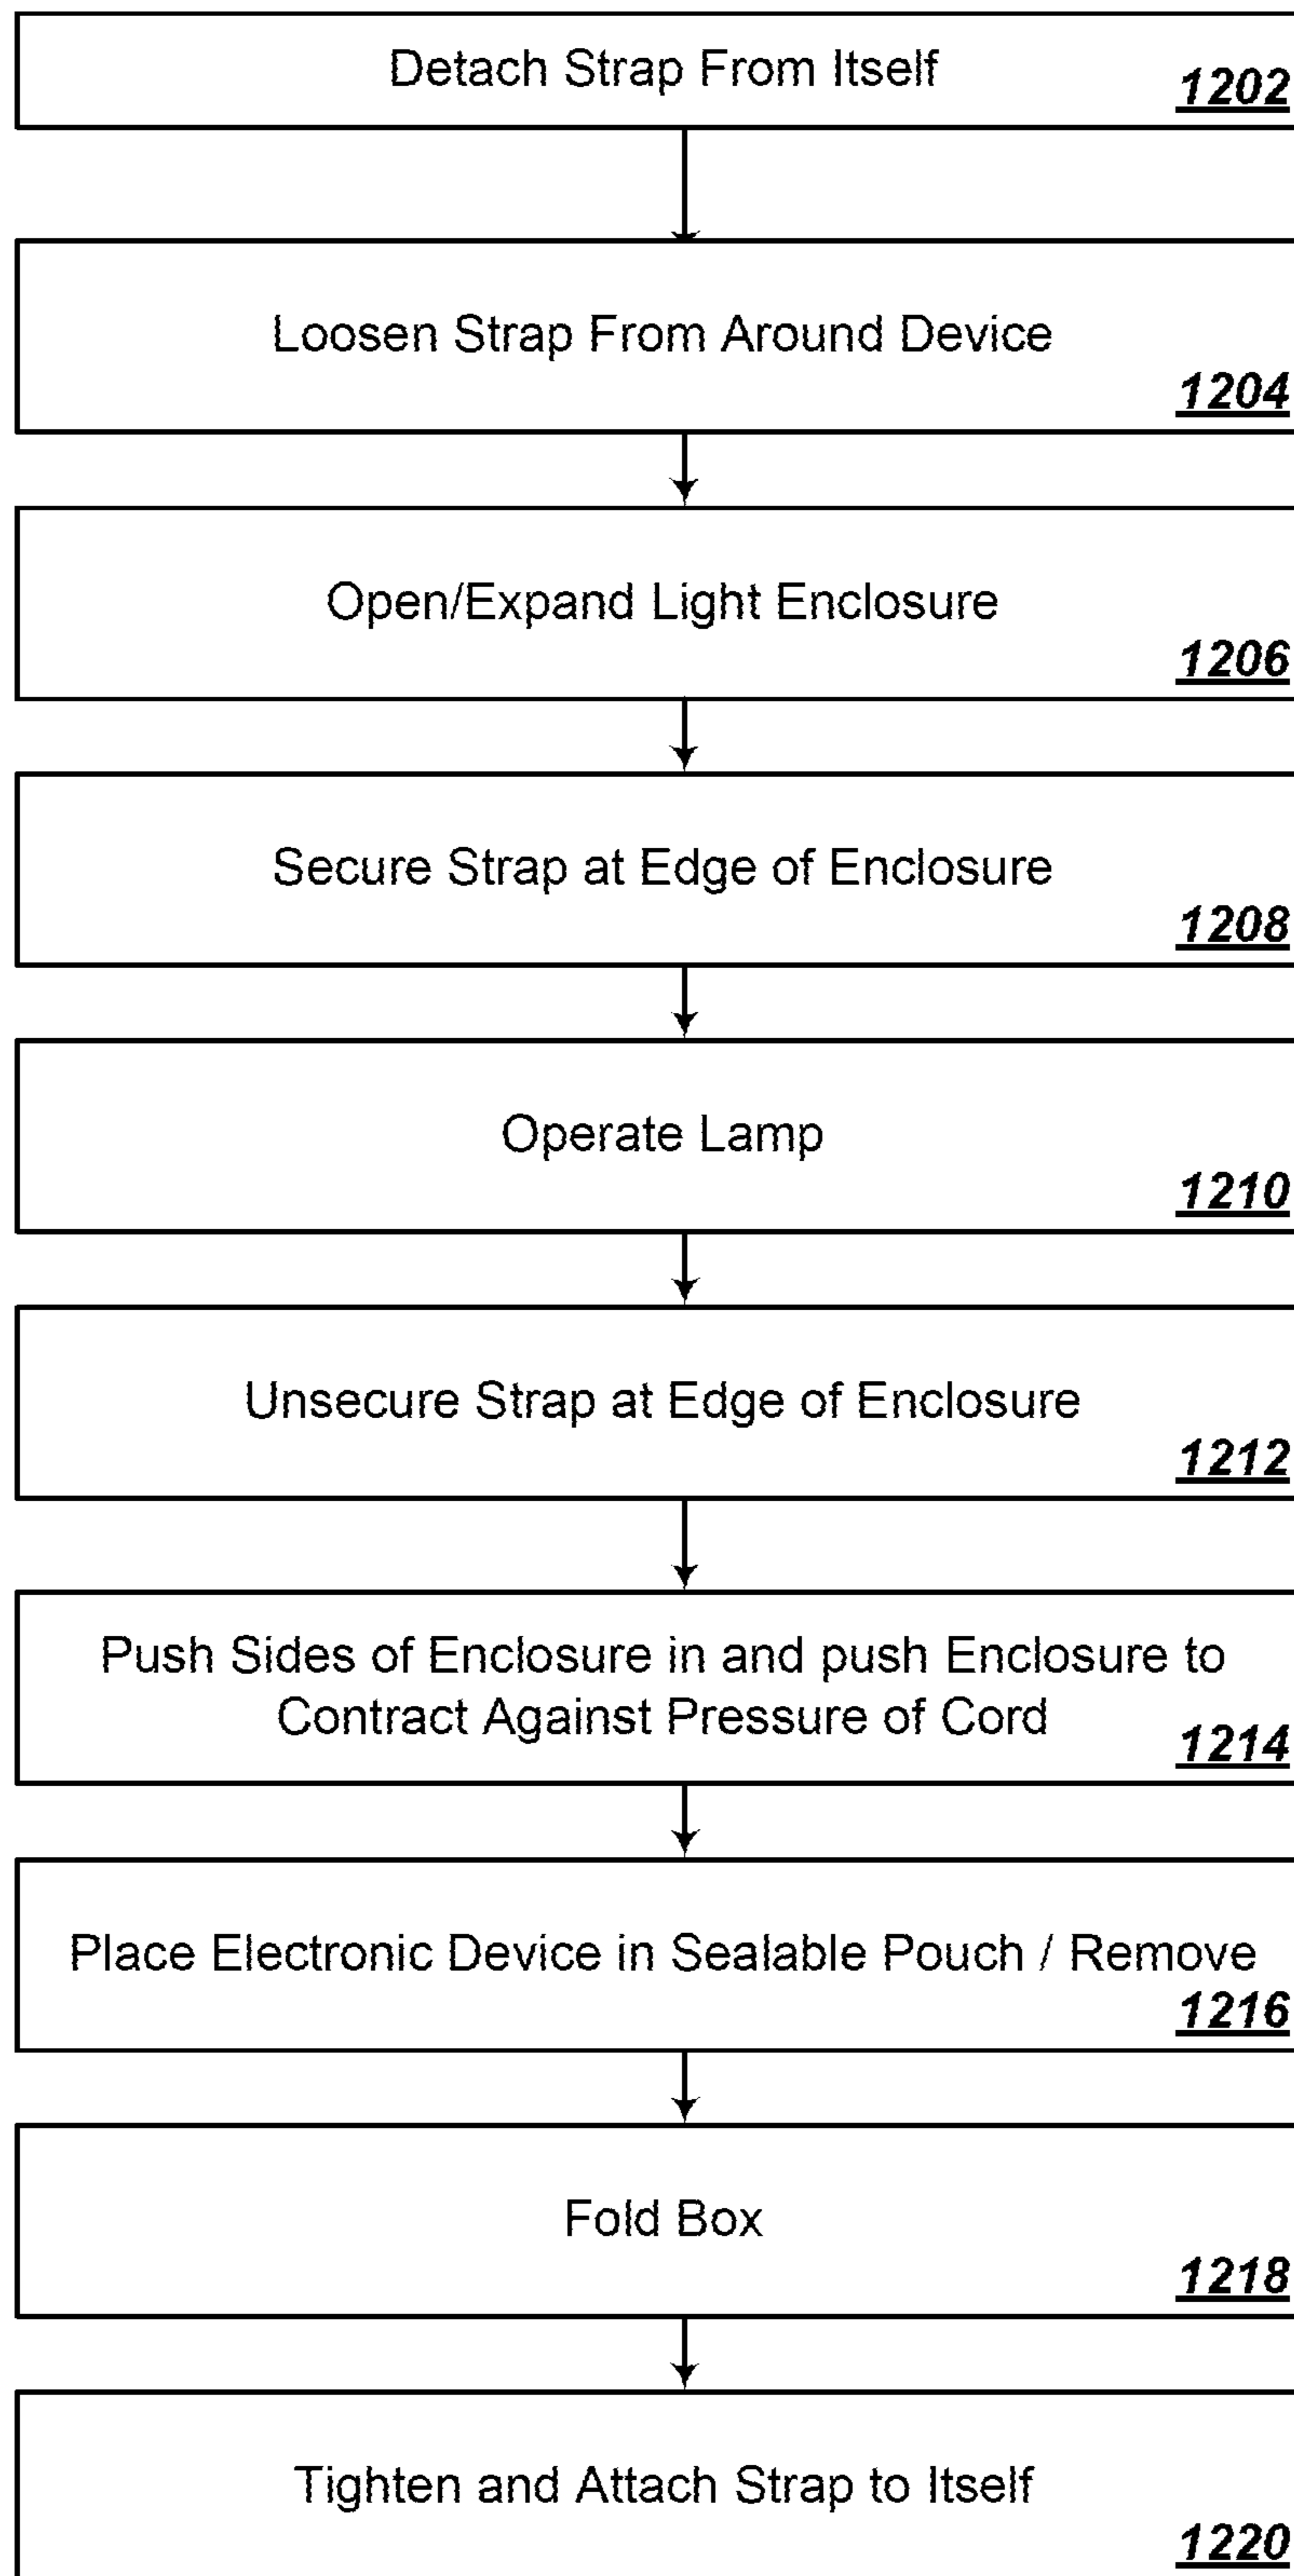 Detach Strap From Itself
1202
Loosen Strap From Around Device
1204
Open/Expand Light Enclosure
1206
Secure Strap at Edge of Enclosure
1208
Operate Lamp
1210
Unsecure Strap at Edge of Enclosure
1212
Push Sides of Enclosure in and push Enclosure to
Contract Against Pressure of Cord
1214
Place Electronic Device in Sealable Pouch / Remove
1216
Fold Box
1218
Tighten and Attach Strap to Itself
1220